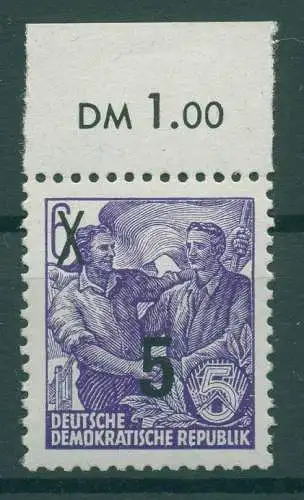 DM 1.00
6 X
5
5
DEUTSCHE
DEMOKRATISCHE REPUBLIK